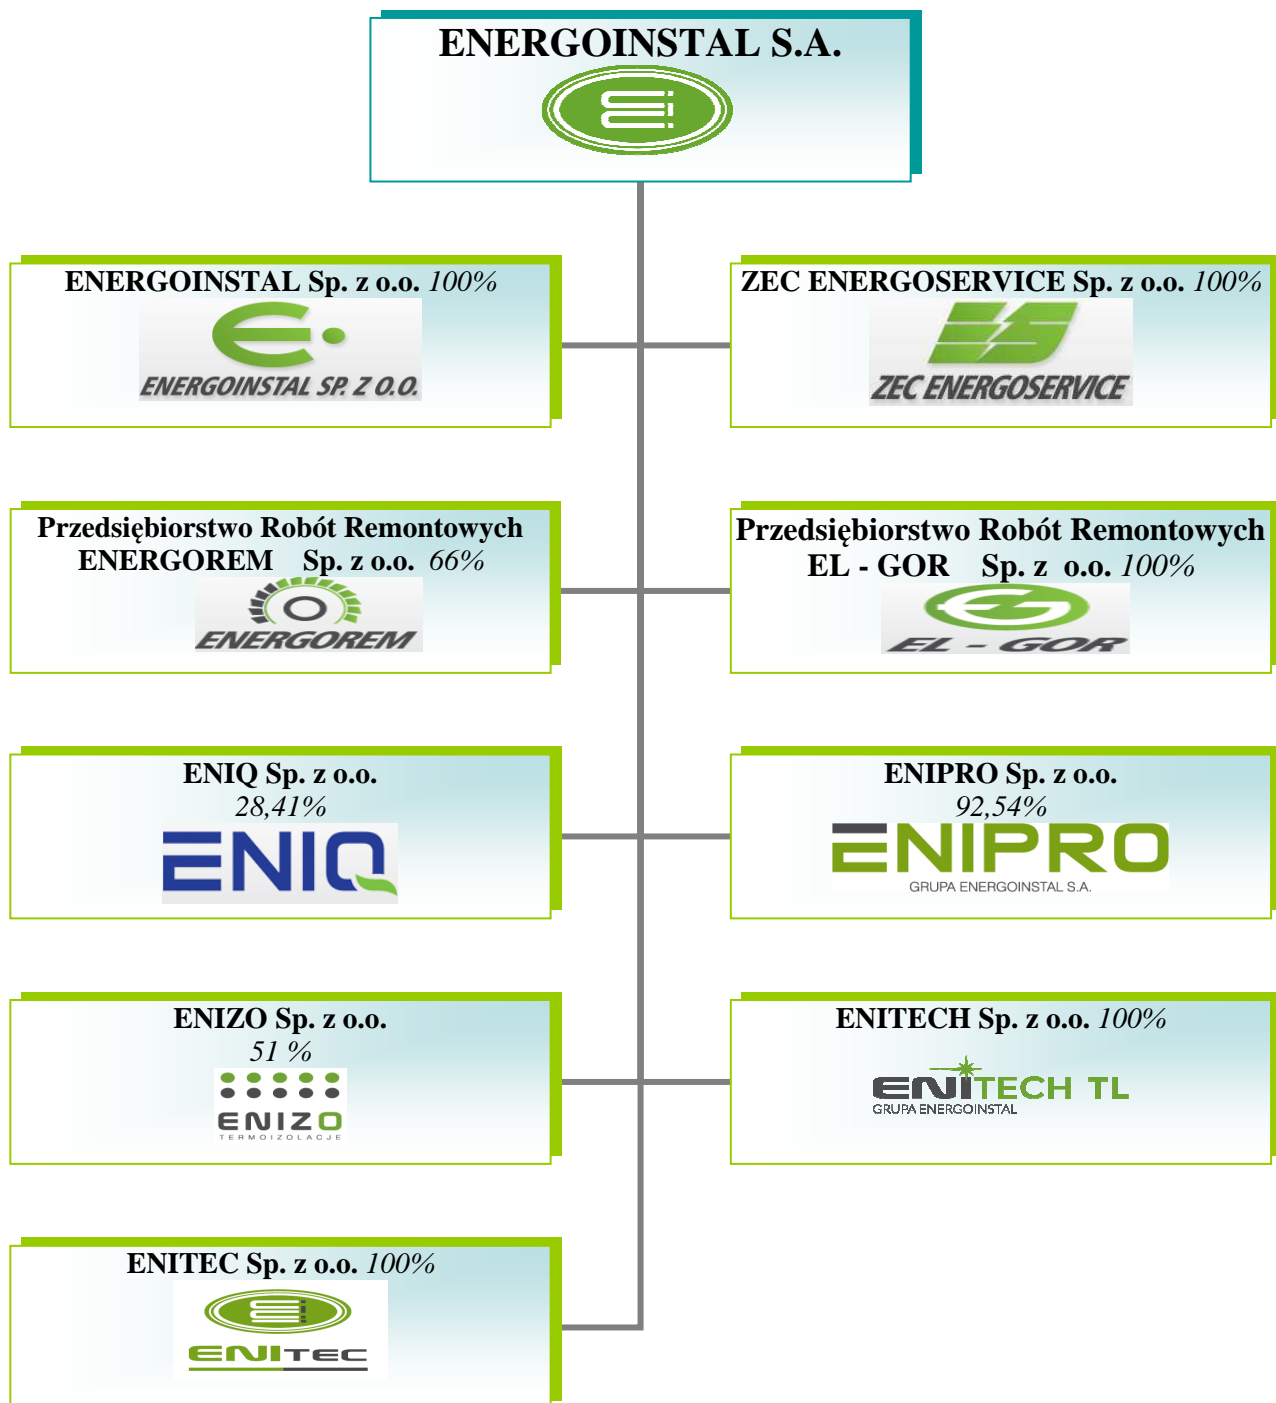 ENERGOINSTAL S.A.
ENERGOINSTAL Sp. z o.o. 100%
ENERGOINSTAL SP. Z O.O.
ZEC ENERGOSERVICE Sp. z o.o. 100%
ZEC ENERGOSERVICE
Przedsiębiorstwo Robót Remontowych
ENERGOREM Sp. z o.o. 66%
ENERGOREM
Przedsiębiorstwo Robót Remontowych
EL - GOR Sp. z o.o. 100%
EL - GOR
ENIQ Sp. z o.o.
28,41%
ENIQ
ENIPRO Sp. z o.o.
92,54%
ENIPRO
GRUPA ENERGOINSTAL S.A.
ENIZO Sp. z o.o.
51 %
ENIZO
TERMOIZOLACJE
ENITECH Sp. z o.o. 100%
ENITECH TL
GRUPA ENERGOINSTAL
ENITEC Sp. z o.o. 100%
ENITEC